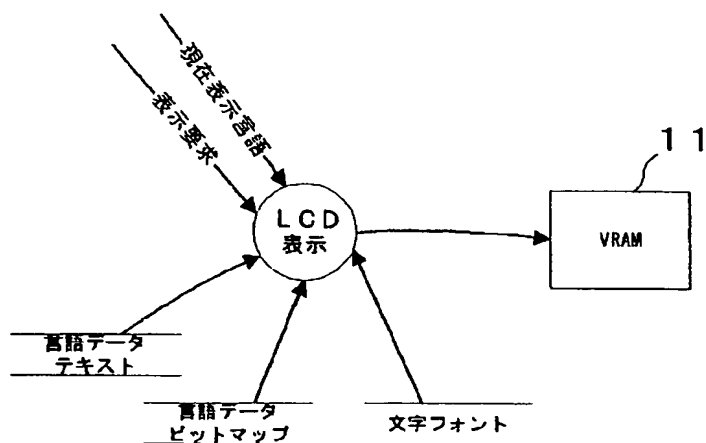 現在表示言語
表示要求
11
LCD
表示
VRAM
言語データ
テキスト
言語データ
ビットマップ
文字フォント